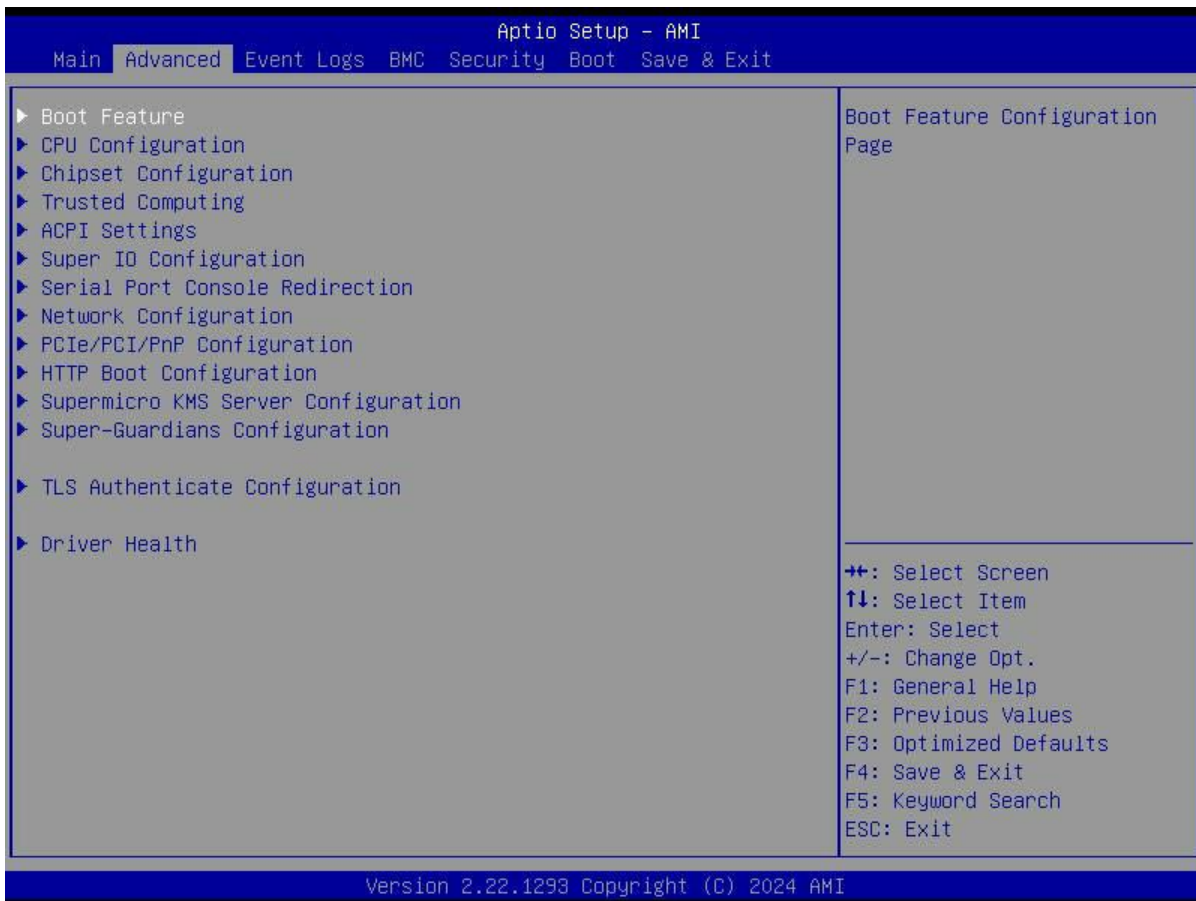 Aptio Setup - AMI
Main Advanced Event Logs BMC Security Boot Save & Exit
▶ Boot Feature
▶ CPU Configuration
▶ Chipset Configuration
▶ Trusted Computing
▶ ACPI Settings
▶ Super IO Configuration
▶ Serial Port Console Redirection
▶ Network Configuration
▶ PCIe/PCI/PnP Configuration
▶ HTTP Boot Configuration
▶ Supermicro KMS Server Configuration
▶ Super-Guardians Configuration
▶ TLS Authenticate Configuration
▶ Driver Health
Boot Feature Configuration
Page
→←: Select Screen
↑↓: Select Item
Enter: Select
+/-: Change Opt.
F1: General Help
F2: Previous Values
F3: Optimized Defaults
F4: Save & Exit
F5: Keyword Search
ESC: Exit
Version 2.22.1293 Copyright (C) 2024 AMI